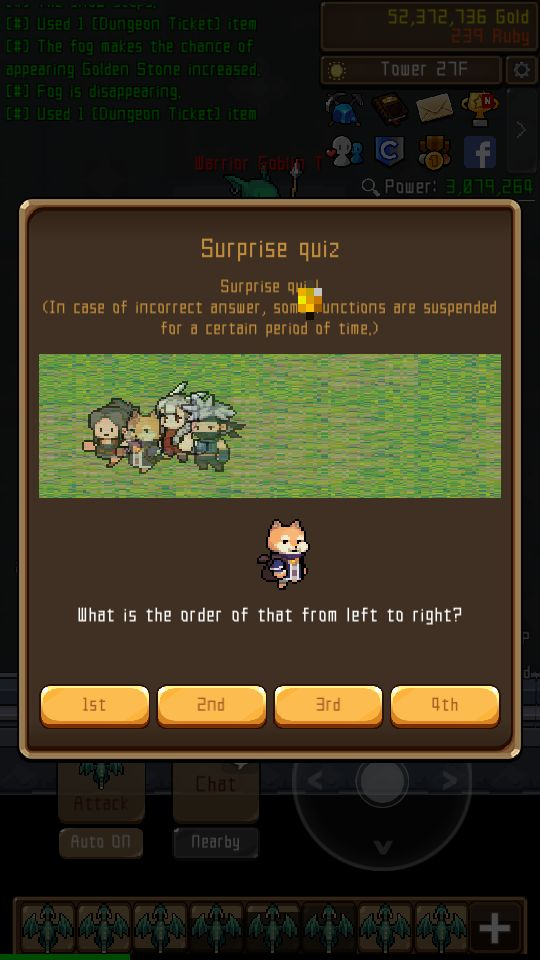 52,372,736 Gold
[#] Used 1 [Dungeon Ticket] item
239 Ruby
[#] The fog makes the chance of
appearing Golden Stone increased.
Tower 27F
[#] Fog is disappearing.
[#] Used 1 [Dungeon Ticket] item
N
Warrior Goblin T
Power: 3,079,264
Surprise quiz
Surprise
(In case of incorrect answer, some functions are suspended
for a certain period of time.)
What is the order of that from left to right?
1st 2nd 3rd 4th
Attack Chat
Auto ON Nearby